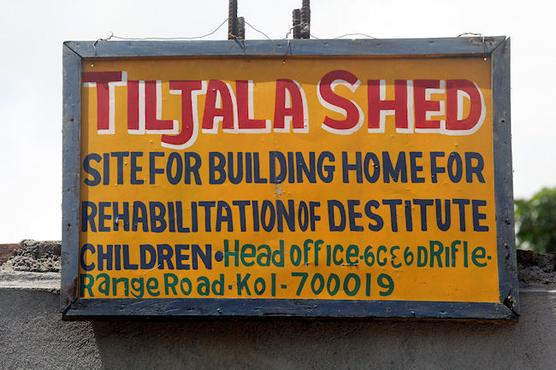 TILJALA SHED
SITE FOR BUILDING HOME FOR
REHABILITATION OF DESTITUTE
CHILDREN • Head office • 6C & 6D Rifle •
Range Road • Kol - 700019